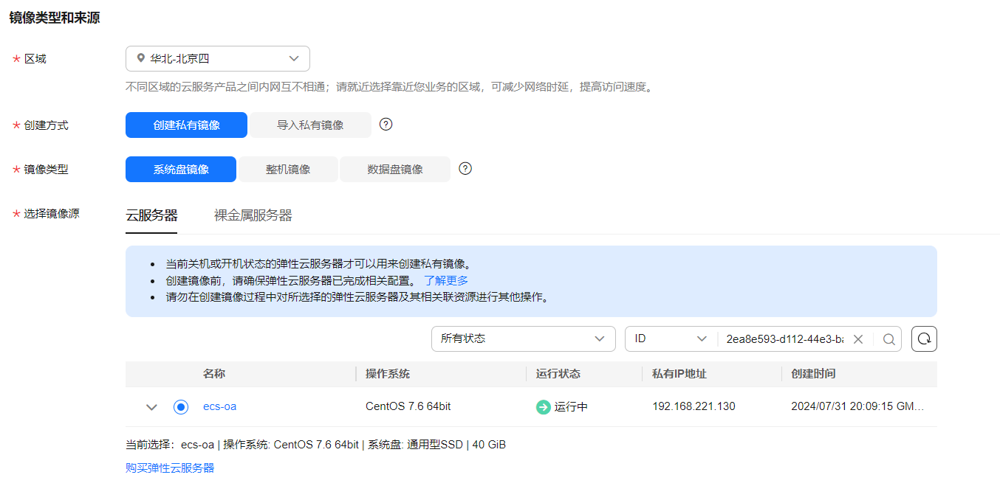 镜像类型和来源
* 区域
华北-北京四
不同区域的云服务产品之间内网互不相通；请就近选择靠近您业务的区域，可减少网络时延，提高访问速度。
* 创建方式 创建私有镜像 导入私有镜像 ?
* 镜像类型 系统盘镜像 整机镜像 数据盘镜像 ?
* 选择镜像源 云服务器 裸金属服务器
• 当前关机或开机状态的弹性云服务器才可以用来创建私有镜像。
• 创建镜像前，请确保弹性云服务器已完成相关配置。 了解更多
• 请勿在创建镜像过程中对所选择的弹性云服务器及其相关联资源进行其他操作。
所有状态 ID 2ea8e593-d112-44e3-ba
名称 操作系统 运行状态 私有IP地址 创建时间
ecs-oa CentOS 7.6 64bit 运行中 192.168.221.130 2024/07/31 20:09:15 GM...
当前选择：ecs-oa | 操作系统: CentOS 7.6 64bit | 系统盘: 通用型SSD | 40 GiB
购买弹性云服务器